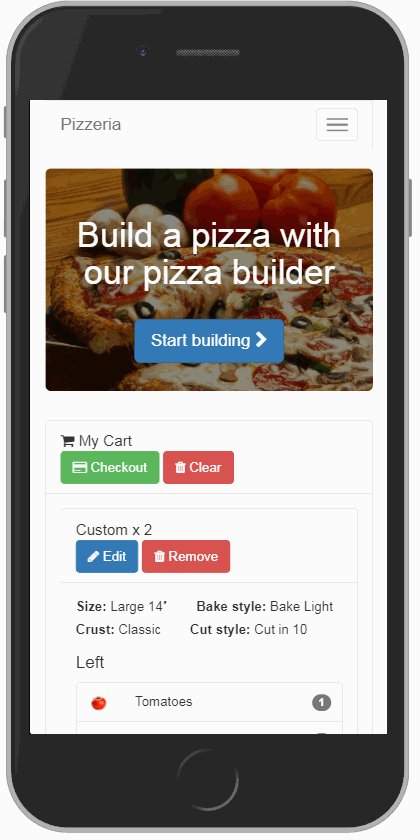 Pizzeria
Build a pizza with
our pizza builder
Start building
My Cart
Checkout Clear
Custom x 2
Edit Remove
Size: Large 14" Bake style: Bake Light
Crust: Classic Cut style: Cut in 10
Left
Tomatoes 1